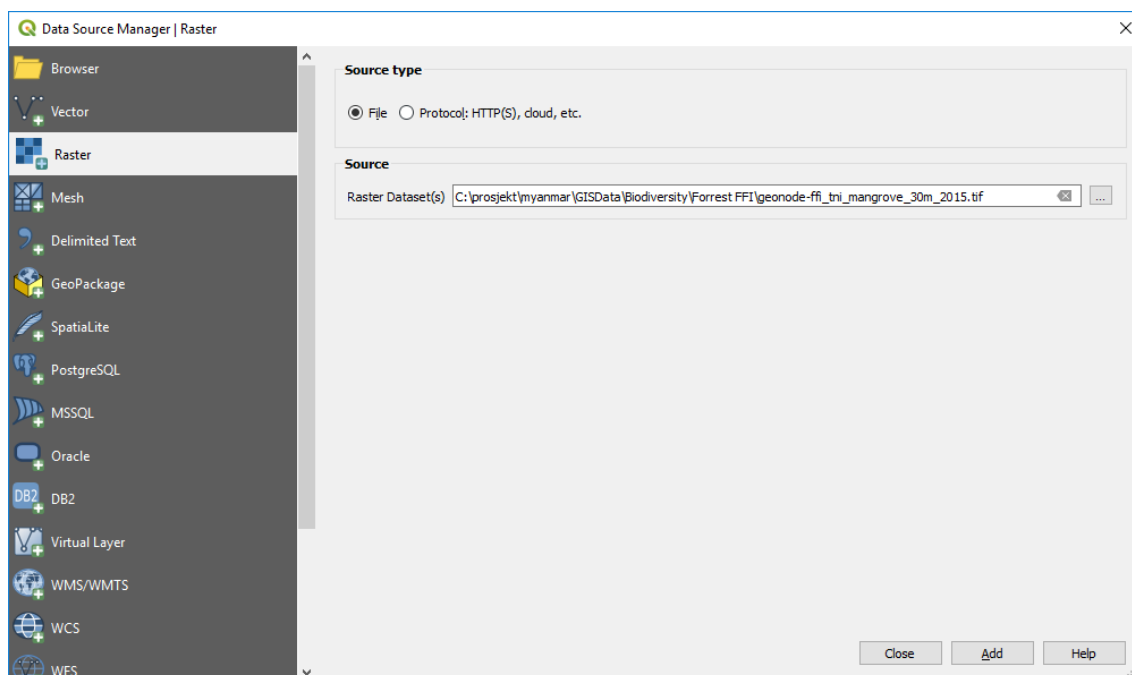 Data Source Manager | Raster
Browser
Vector
Raster
Mesh
Delimited Text
GeoPackage
SpatiaLite
PostgreSQL
MSSQL
Oracle
DB2 DB2
Virtual Layer
WMS/WMTS
WCS
WFS
Source type
File Protocol: HTTP(S), cloud, etc.
Source
Raster Dataset(s) C:\prosjekt\myanmar\GISData\Biodiversity\Forrest FFI\geonode-ffi_tni_mangrove_30m_2015.tif ...
Close Add Help